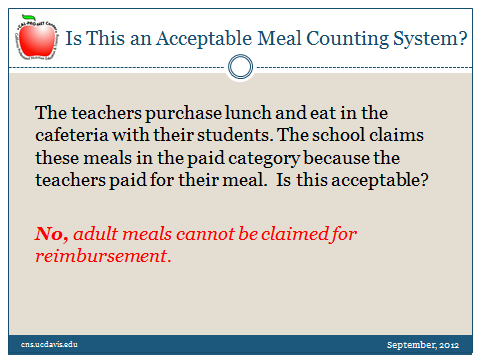 Is This an Acceptable Meal Counting System?
The teachers purchase lunch and eat in the
cafeteria with their students. The school claims
these meals in the paid category because the
teachers paid for their meal.  Is this acceptable?
No, adult meals cannot be claimed for
reimbursement.
cns.ucdavis.edu
September, 2012